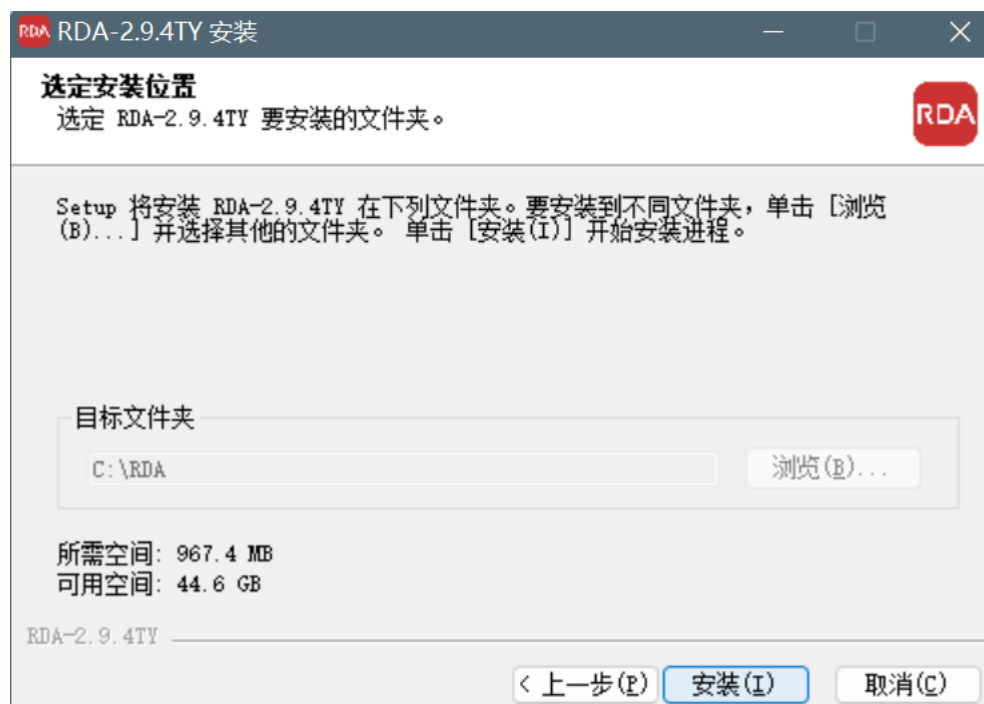 RDA RDA-2.9.4TY 安装
选定安装位置
选定 RDA-2.9.4TY 要安装的文件夹。
RDA
Setup 将安装 RDA-2.9.4TY 在下列文件夹。要安装到不同文件夹，单击 [浏览
(B)...] 并选择其他的文件夹。 单击 [安装(I)] 开始安装进程。
目标文件夹
C:\RDA 浏览(B)...
所需空间: 967.4 MB
可用空间: 44.6 GB
RDA-2.9.4TY
< 上一步(P) 安装(I) 取消(C)